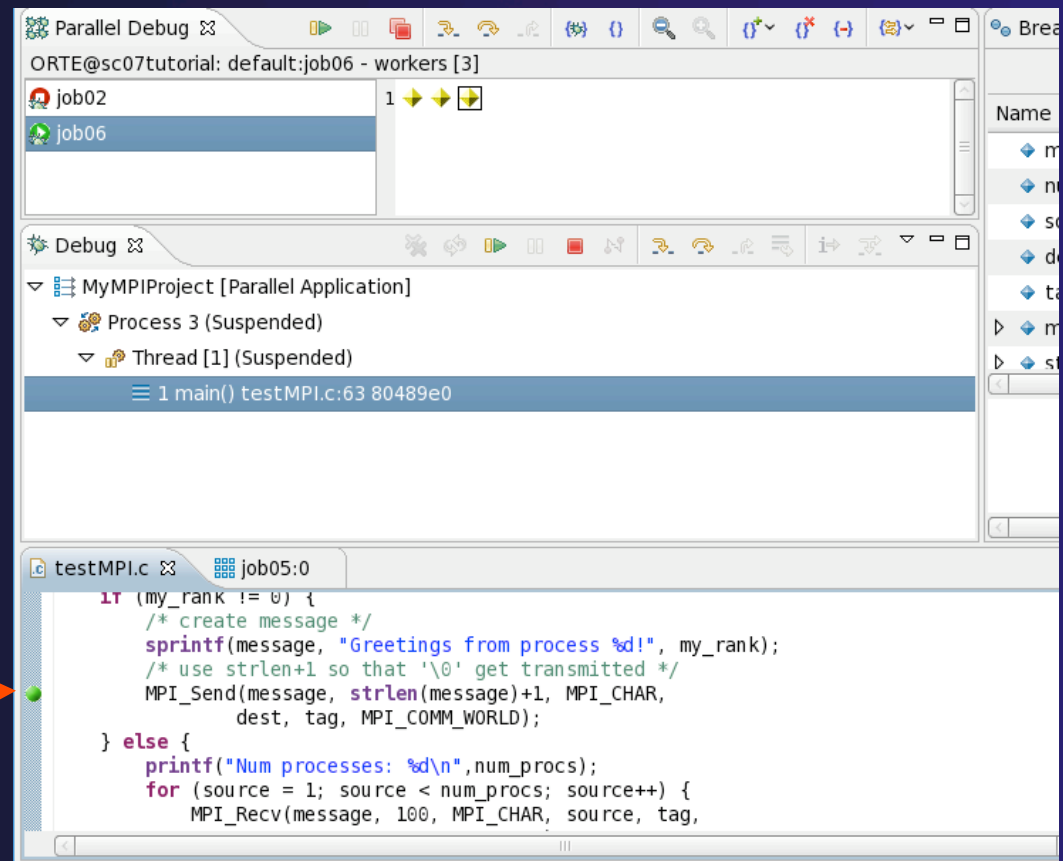 Parallel Debug
ORTE@sc07tutorial: default:job06 - workers [3]
job02
job06
1
Debug
MyMPIProject [Parallel Application]
Process 3 (Suspended)
Thread [1] (Suspended)
1 main() testMPI.c:63 80489e0
Name
testMPI.c
job05:0
if (my_rank != 0) {
/* create message */
sprintf(message, "Greetings from process %d!", my_rank);
/* use strlen+1 so that '\0' get transmitted */
MPI_Send(message, strlen(message)+1, MPI_CHAR,
dest, tag, MPI_COMM_WORLD);
} else {
printf("Num processes: %d\n",num_procs);
for (source = 1; source < num_procs; source++) {
MPI_Recv(message, 100, MPI_CHAR, source, tag,